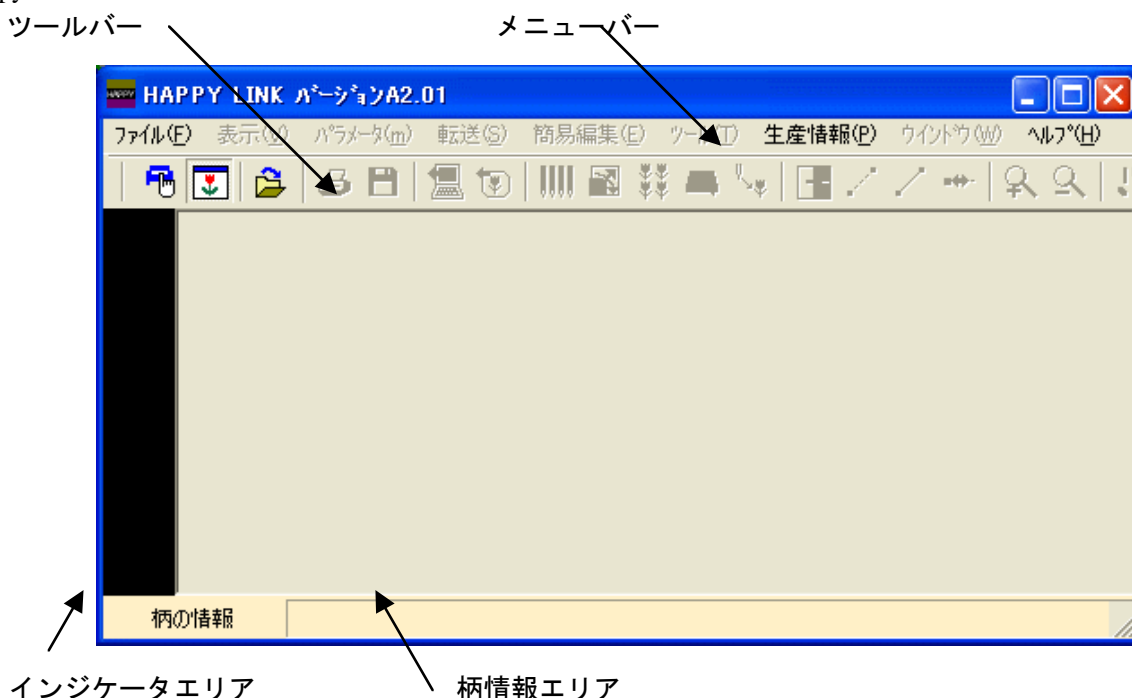 ツールバー メニューバー
HAPPY LINK ﾊﾞｰｼﾞｮﾝA2.01
ﾌｧｲﾙ(F) 表示(V) ﾊﾟﾗﾒｰﾀ(m) 転送(S) 簡易編集(E) ﾂｰﾙ(T) 生産情報(P) ｳｲﾝﾄﾞｳ(W) ﾍﾙﾌﾟ(H)
柄の情報
インジケータエリア 柄情報エリア